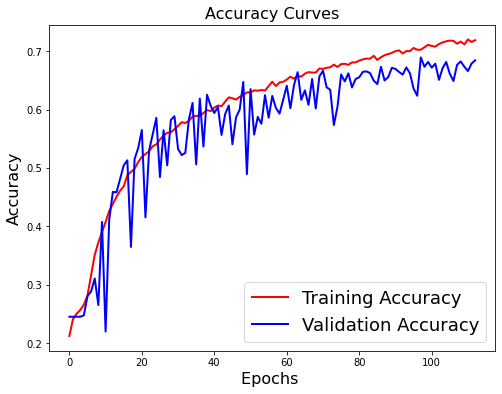 Accuracy Curves
Accuracy
0.7
0.6
0.5
0.4
0.3
0.2
Training Accuracy
Validation Accuracy
0 20 40 60 80 100
Epochs